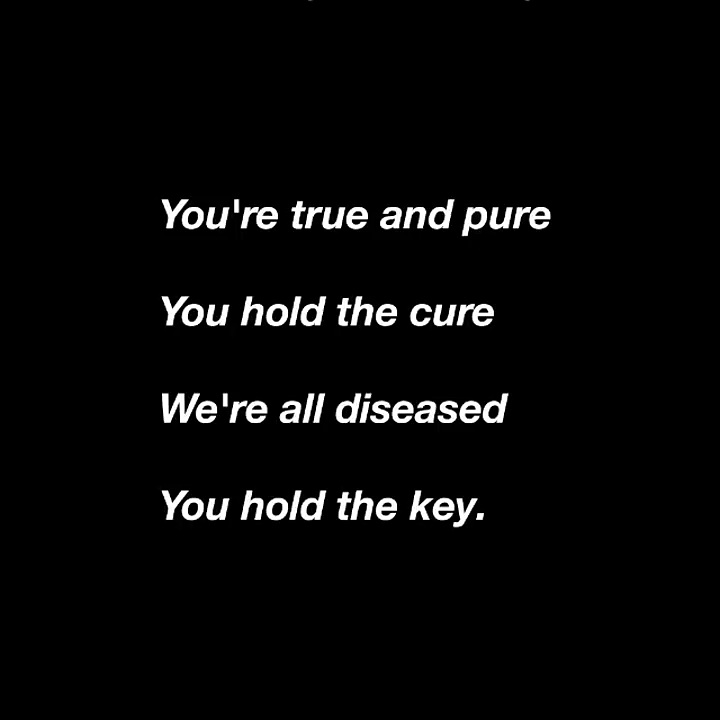 You're true and pure
You hold the cure
We're all diseased
You hold the key.